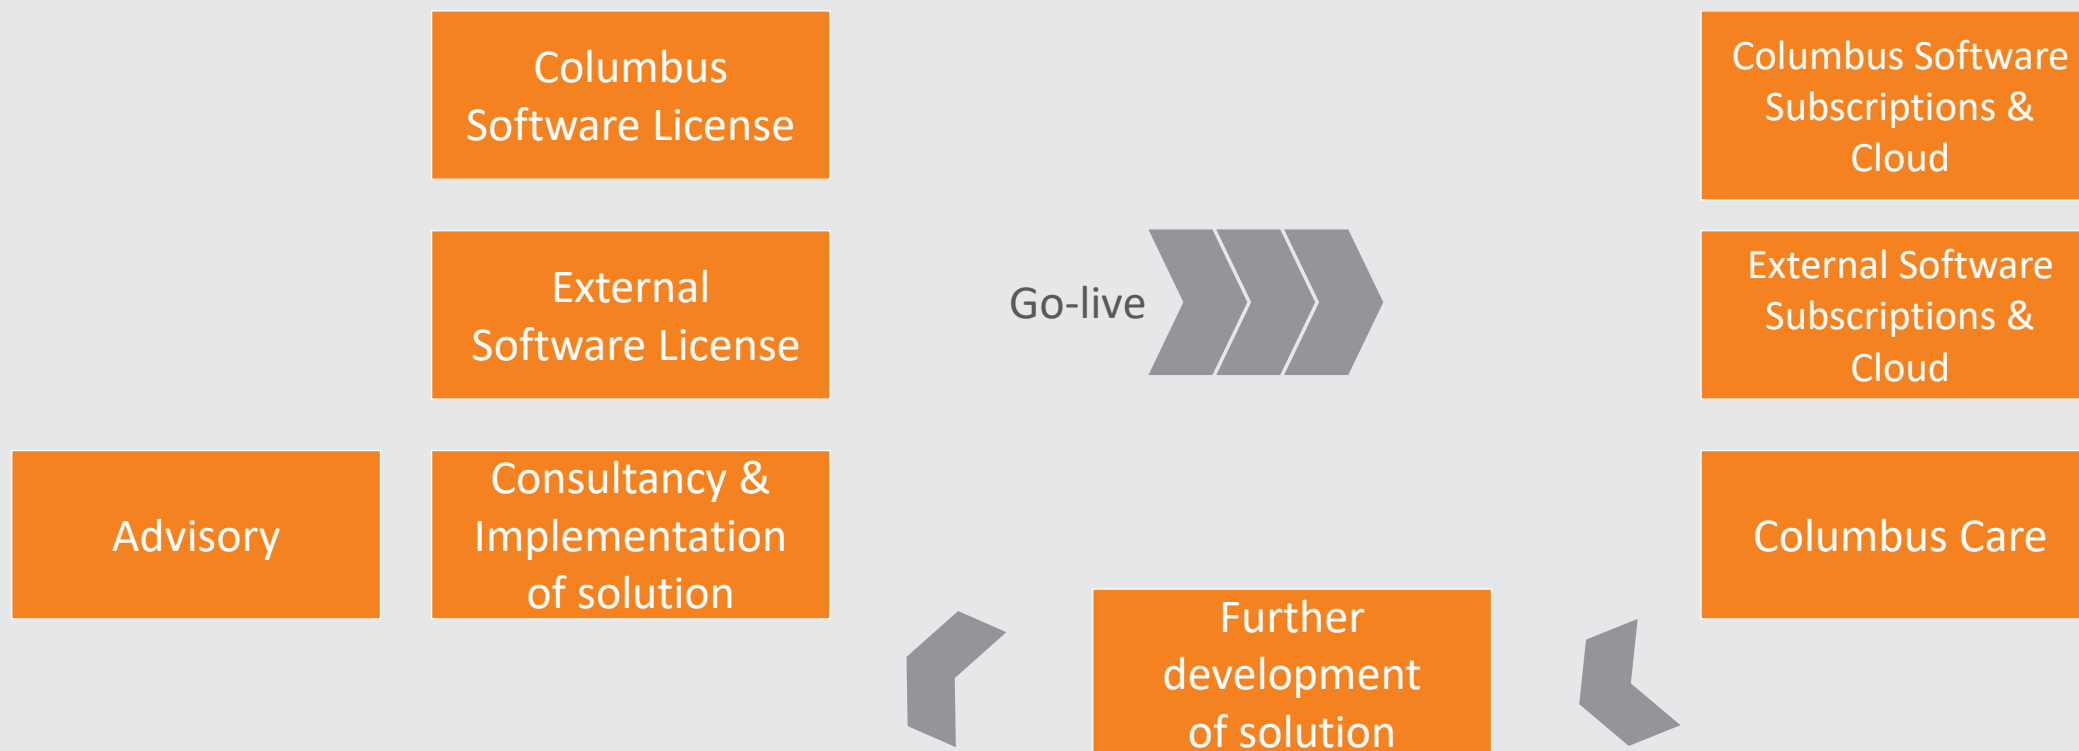 Columbus
Software License
Columbus Software
Subscriptions &
Cloud
External
Software License
Go-live
External Software
Subscriptions &
Cloud
Advisory
Consultancy &
Implementation
of solution
Columbus Care
Further
development
of solution